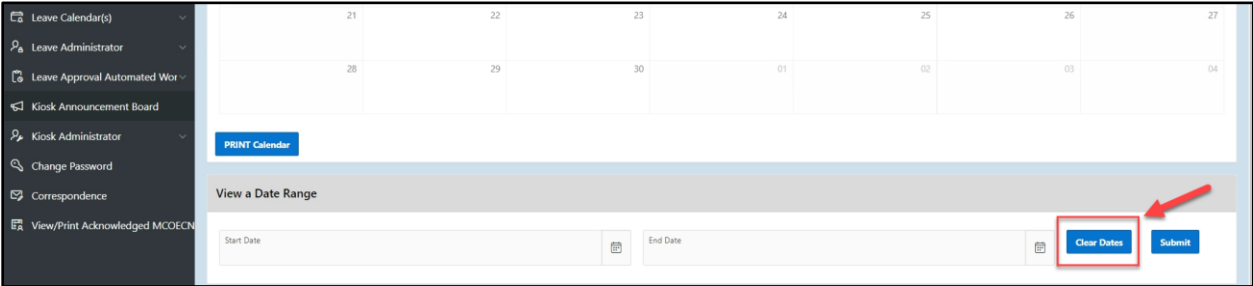 Leave Calendar(s)
Leave Administrator
Leave Approval Automated Wor
Kiosk Announcement Board
Kiosk Administrator
Change Password
Correspondence
View/Print Acknowledged MCOECN
21 22 23 24 25 26 27
28 29 30 01 02 03 04
PRINT Calendar
View a Date Range
Start Date End Date Clear Dates Submit